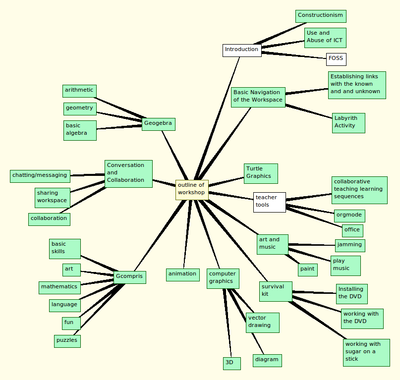 Constructionism
Use and
Abuse of ICT
Introduction
FOSS
Establishing links
with the known
and and unknown
Basic Navigation
of the Workspace
Labyrith
Activity
arithmetic
geometry
basic
algebra
Geogebra
Conversation
and
Collaboration
chatting/messaging
sharing
workspace
collaboration
Turtle
Graphics
outline of
workshop
teacher
tools
collaborative
teaching learning
sequences
orgmode
office
art and
music
jamming
play
music
paint
basic
skills
art
mathematics
language
fun
puzzles
Gcompris
animation
computer
graphics
survival
kit
Installing
the DVD
working with
the DVD
working with
sugar on a
stick
vector
drawing
diagram
3D